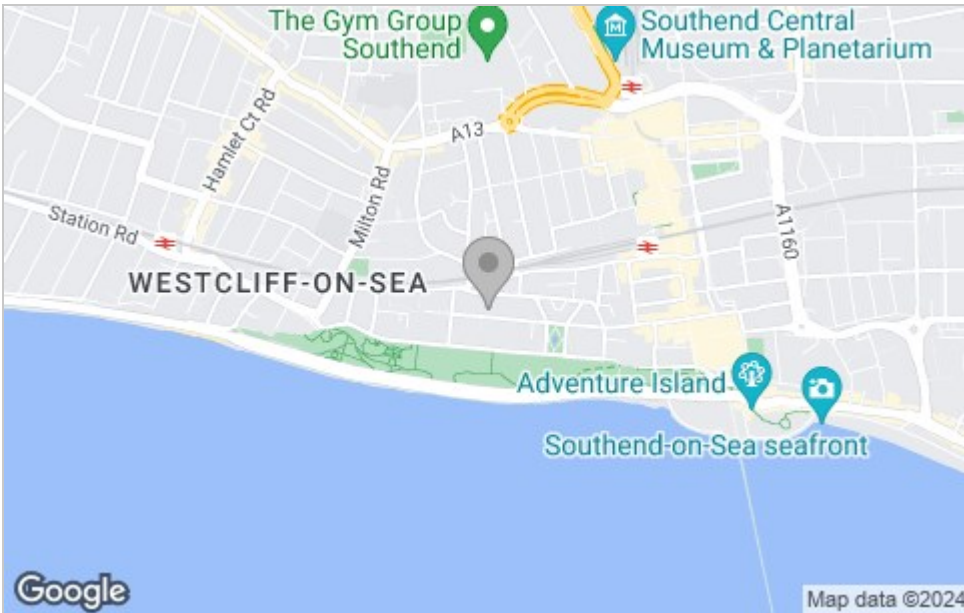 The Gym Group
Southend
Southend Central
Museum & Planetarium
A13
Hamlet Ct Rd
Milton Rd
Station Rd
A1160
WESTCLIFF-ON-SEA
Adventure Island
Southend-on-Sea seafront
Google
Map data ©2024